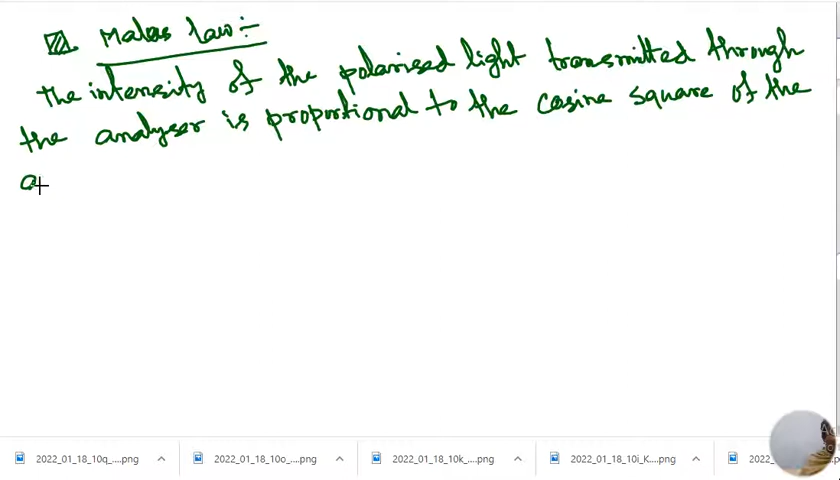 Malus law:-
the intensity of the polarised light transmitted through
the analyser is proportional to the cosine square of the
a
2022_01_18_10q_....png 2022_01_18_10o_....png 2022_01_18_10k_....png 2022_01_18_10i_K....png 2022_01_18_10